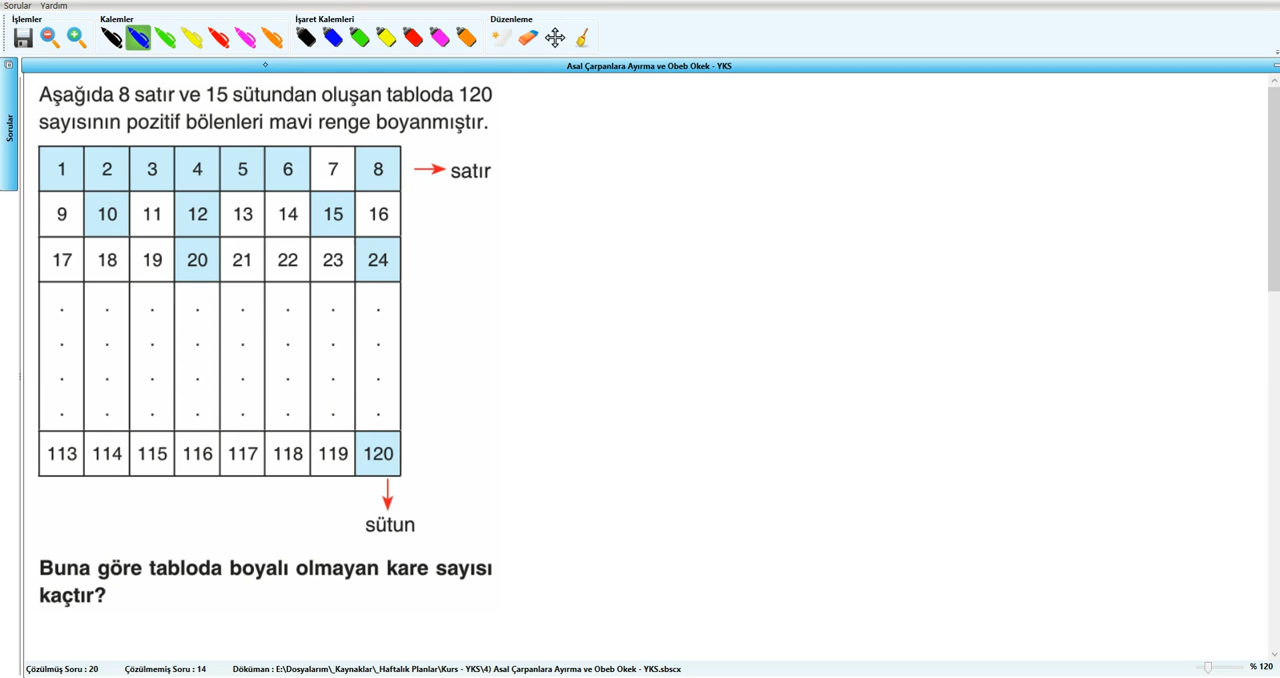 Sorular Yardım
İşlemler Kalemler İşaret Kalemleri Düzenleme
Asal Çarpanlara Ayırma ve Obeb Okek - YKS
Sorular
Aşağıda 8 satır ve 15 sütundan oluşan tabloda 120
sayısının pozitif bölenleri mavi renge boyanmıştır.
1 2 3 4 5 6 7 8 satır
9 10 11 12 13 14 15 16
17 18 19 20 21 22 23 24
. . . . . . . .
. . . . . . . .
. . . . . . . .
. . . . . . . .
113 114 115 116 117 118 119 120
sütun
Buna göre tabloda boyalı olmayan kare sayısı
kaçtır?
Çözülmüş Soru : 20 Çözülmemiş Soru : 14 Döküman : E:\Dosyalarım\_Kaynaklar\_Haftalık Planlar\Kurs - YKS\4) Asal Çarpanlara Ayırma ve Obeb Okek - YKS.sbscx % 120